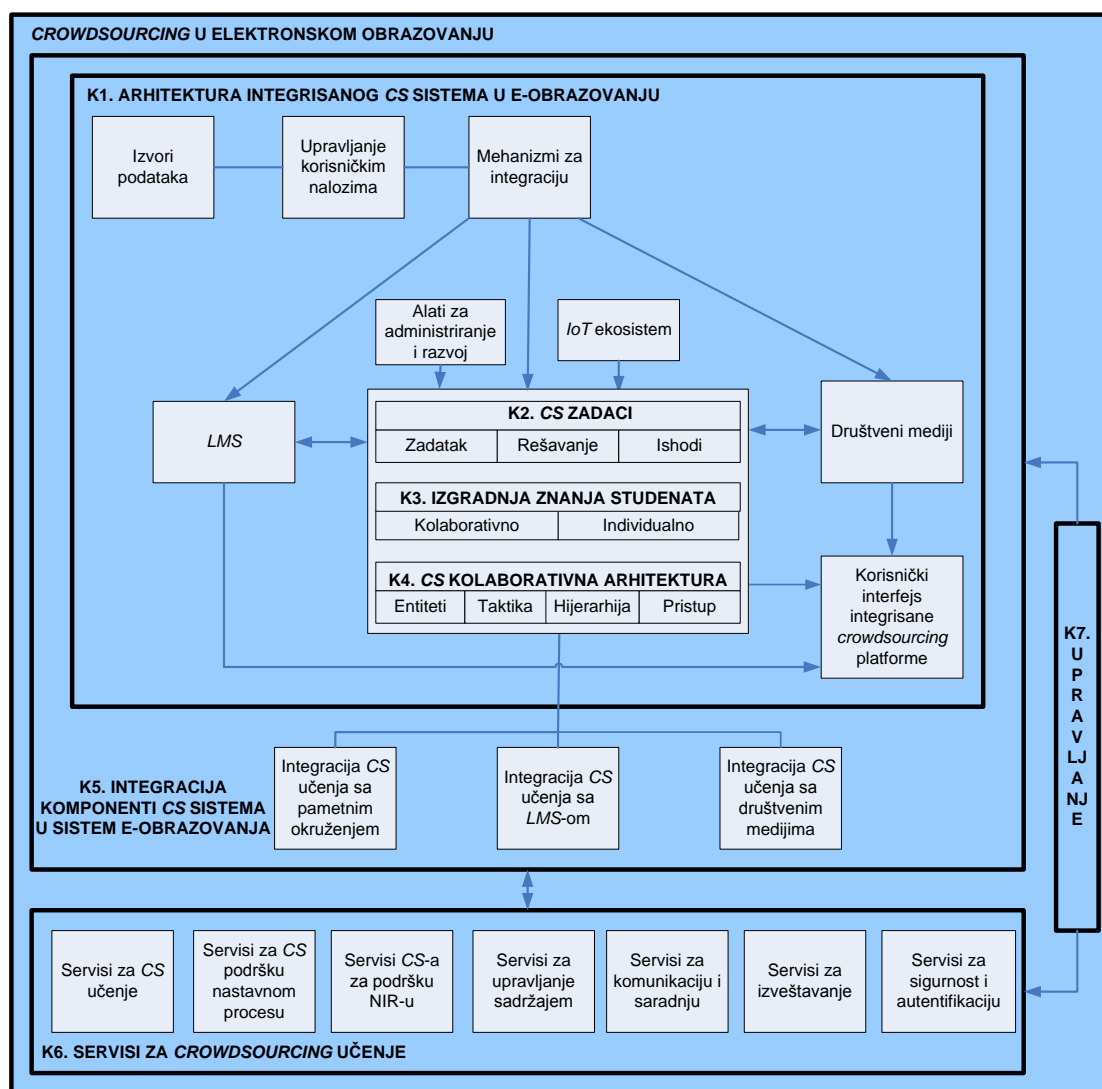 CROWDSOURCING U ELEKTRONSKOM OBRAZOVANJU
K1. ARHITEKTURA INTEGRISANOG CS SISTEMA U E-OBRAZOVANJU
Izvori
podataka
Upravljanje
korisničkim
nalozima
Mehanizmi za
integraciju
Alati za
administriranje
i razvoj
IoT ekosistem
LMS
K2. CS ZADACI
Zadatak
Rešavanje
Ishodi
K3. IZGRADNJA ZNANJA STUDENATA
Kolaborativno
Individualno
K4. CS KOLABORATIVNA ARHITEKTURA
Entiteti
Taktika
Hijerarhija
Pristup
Društveni mediji
Korisnički
interfejs
integrisane
crowdsourcing
platforme
K5. INTEGRACIJA
KOMPONENTI CS SISTEMA
U SISTEM E-OBRAZOVANJA
Integracija CS
učenja sa
pametnim
okruženjem
Integracija CS
učenja sa
LMS-om
Integracija CS
učenja sa
društvenim
medijima
K7.
U
P
R
A
V
LJ
A
NJ
E
Servisi za CS
učenje
Servisi za CS
podršku
nastavnom
procesu
Servisi CS-a
za podršku
NIR-u
Servisi za
upravljanje
sadržajem
Servisi za
komunikaciju i
saradnju
Servisi za
izveštavanje
Servisi za
sigurnost i
autentifikaciju
K6. SERVISI ZA CROWDSOURCING UČENJE